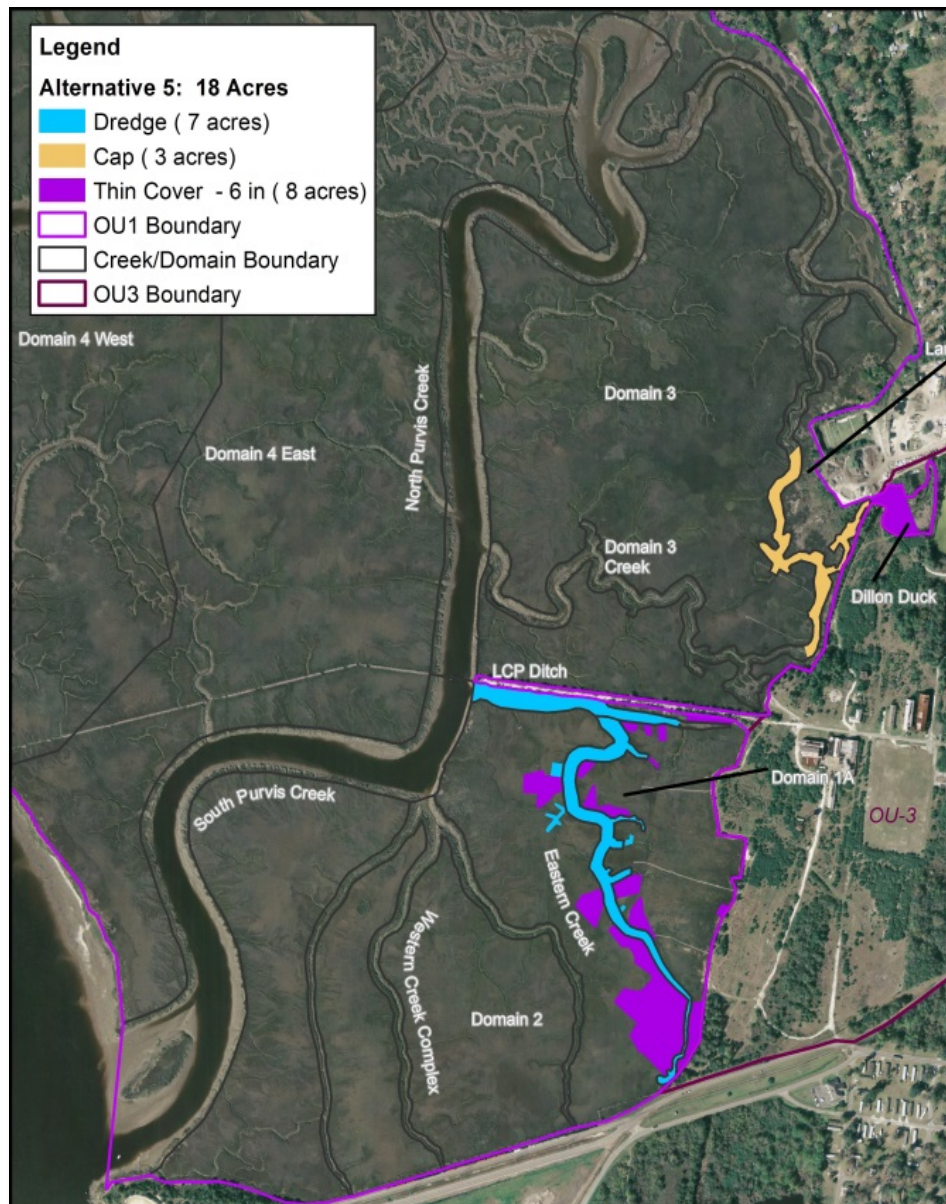 Legend
Alternative 5: 18 Acres
Dredge ( 7 acres)
Cap ( 3 acres)
Thin Cover - 6 in ( 8 acres)
OU1 Boundary
Creek/Domain Boundary
OU3 Boundary
Domain 4 West
Lan
Domain 3
Domain 4 East
North Purvis Creek
Domain 3
Creek
Dillon Duck
LCP Ditch
Domain 1A
South Purvis Creek
OU-3
Eastern Creek
Western Creek Complex
Domain 2